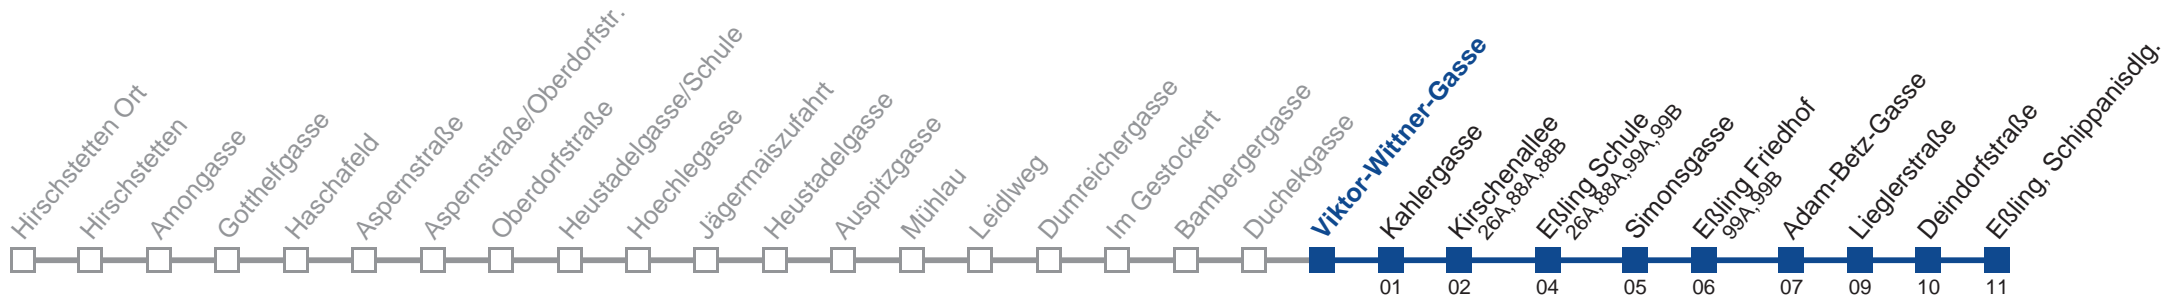 Hirschstetten Ort
Hirschstetten
Amongasse
Gotthelfgasse
Haschafeld
Aspernstraße
Aspernstraße/Oberdorfstr.
Oberdorfstraße
Heustadelgasse/Schule
Hoechlegasse
Jägermaiszufahrt
Heustadelgasse
Auspitzgasse
Mühlau
Leidlweg
Dumreichergasse
Im Gestockert
Bambergergasse
Duchekgasse
Viktor-Wittner-Gasse
Kahlergasse
Kirschenallee
26A,88A,88B
Eßling Schule
26A,88A,99A,99B
Simonsgasse
Eßling Friedhof
99A,99B
Adam-Betz-Gasse
Lieglerstraße
Deindorfstraße
Eßling, Schippanisdlg.
01 02 04 05 06 07 09 10 11